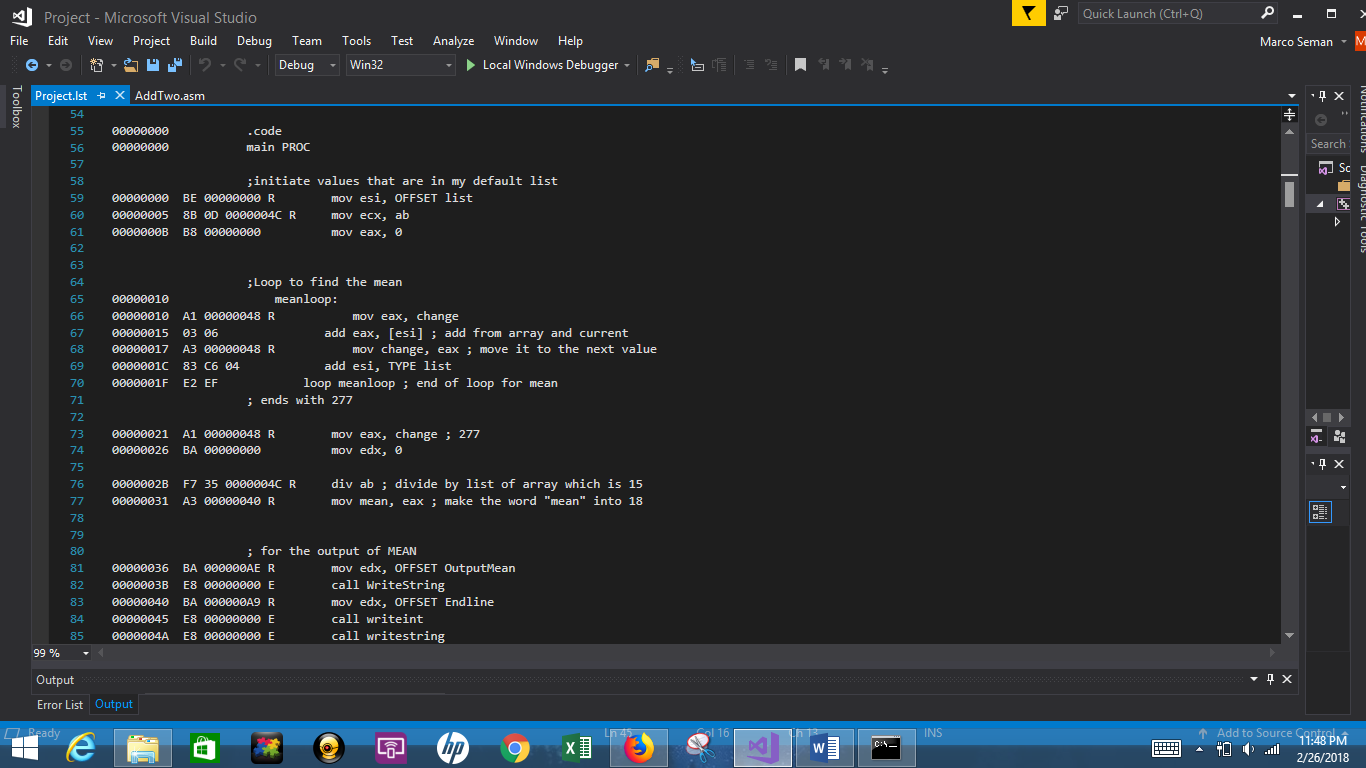 Project - Microsoft Visual Studio
Quick Launch (Ctrl+Q)
File Edit View Project Build Debug Team Tools Test Analyze Window Help
Marco Seman
M
Debug Win32 Local Windows Debugger
Toolbox
Project.lst AddTwo.asm
Notifications
Diagnostic Tools
Search
54
55 00000000 .code
56 00000000 main PROC
57
58 ;initiate values that are in my default list
59 00000000 BE 00000000 R mov esi, OFFSET list
60 00000005 8B 0D 0000004C R mov ecx, ab
61 0000000B B8 00000000 mov eax, 0
62
63
64 ;Loop to find the mean
65 00000010 meanloop:
66 00000010 A1 00000048 R mov eax, change
67 00000015 03 06 add eax, [esi] ; add from array and current
68 00000017 A3 00000048 R mov change, eax ; move it to the next value
69 0000001C 83 C6 04 add esi, TYPE list
70 0000001F E2 EF loop meanloop ; end of loop for mean
71 ; ends with 277
72
73 00000021 A1 00000048 R mov eax, change ; 277
74 00000026 BA 00000000 mov edx, 0
75
76 0000002B F7 35 0000004C R div ab ; divide by list of array which is 15
77 00000031 A3 00000040 R mov mean, eax ; make the word "mean" into 18
78
79
80 ; for the output of MEAN
81 00000036 BA 000000AE R mov edx, OFFSET OutputMean
82 0000003B E8 00000000 E call WriteString
83 00000040 BA 000000A9 R mov edx, OFFSET Endline
84 00000045 E8 00000000 E call writeint
85 0000004A E8 00000000 E call writestring
99 %
Output
Error List Output
Ready Ln 45 Col 16 Ch 13 INS Add to Source Control
11:48 PM
2/26/2018